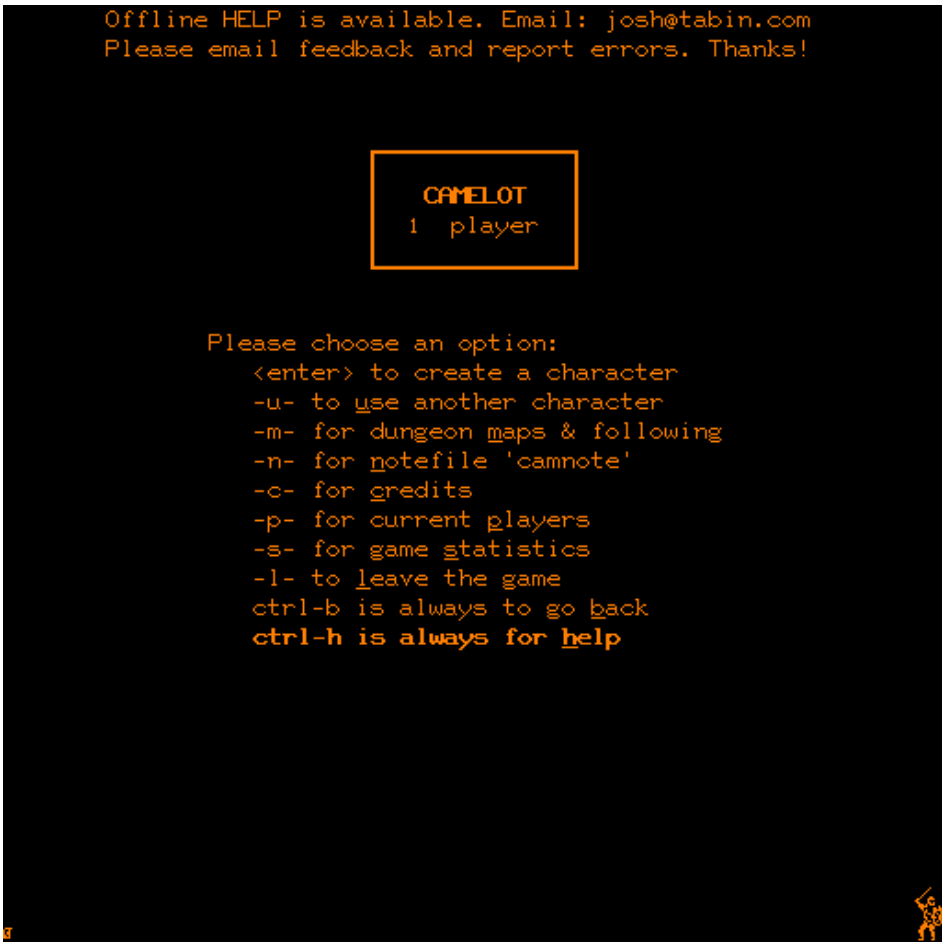 Offline HELP is available. Email: josh@tabin.com
Please email feedback and report errors. Thanks!
CAMELOT
1 player
Please choose an option:
<enter> to create a character
-u- to use another character
-m- for dungeon maps & following
-n- for notefile 'camnote'
-c- for credits
-p- for current players
-s- for game statistics
-l- to leave the game
ctrl-b is always to go back
ctrl-h is always for help